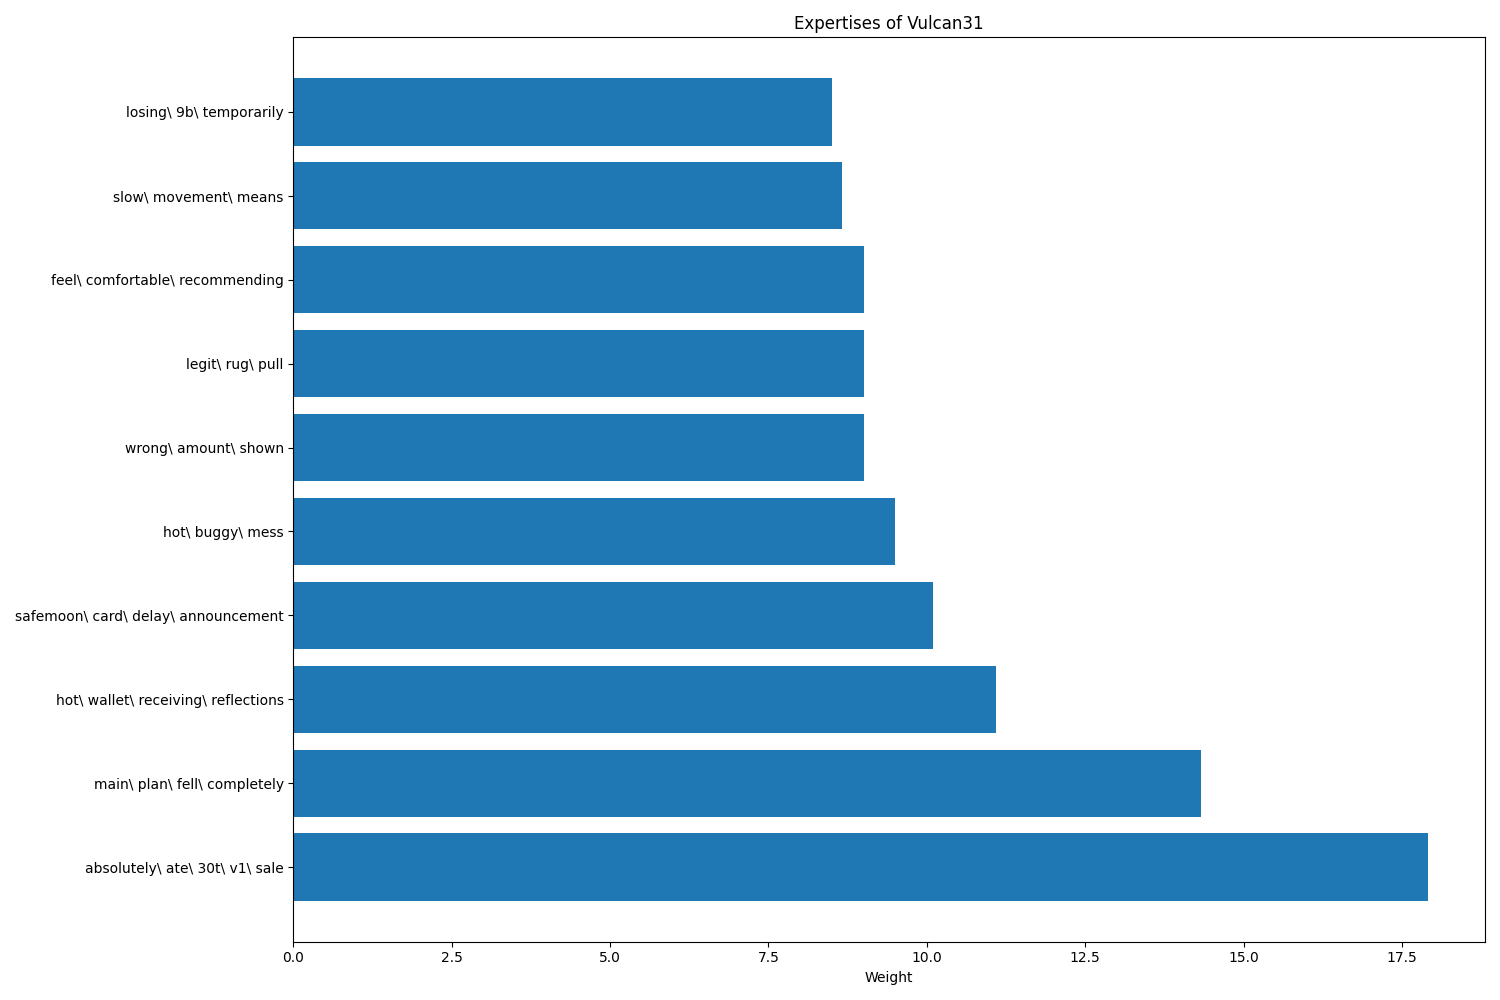 Expertises of Vulcan31
losing\ 9b\ temporarily
slow\ movement\ means
feel\ comfortable\ recommending
legit\ rug\ pull
wrong\ amount\ shown
hot\ buggy\ mess
safemoon\ card\ delay\ announcement
hot\ wallet\ receiving\ reflections
main\ plan\ fell\ completely
absolutely\ ate\ 30t\ v1\ sale
0.0 2.5 5.0 7.5 10.0 12.5 15.0 17.5
Weight